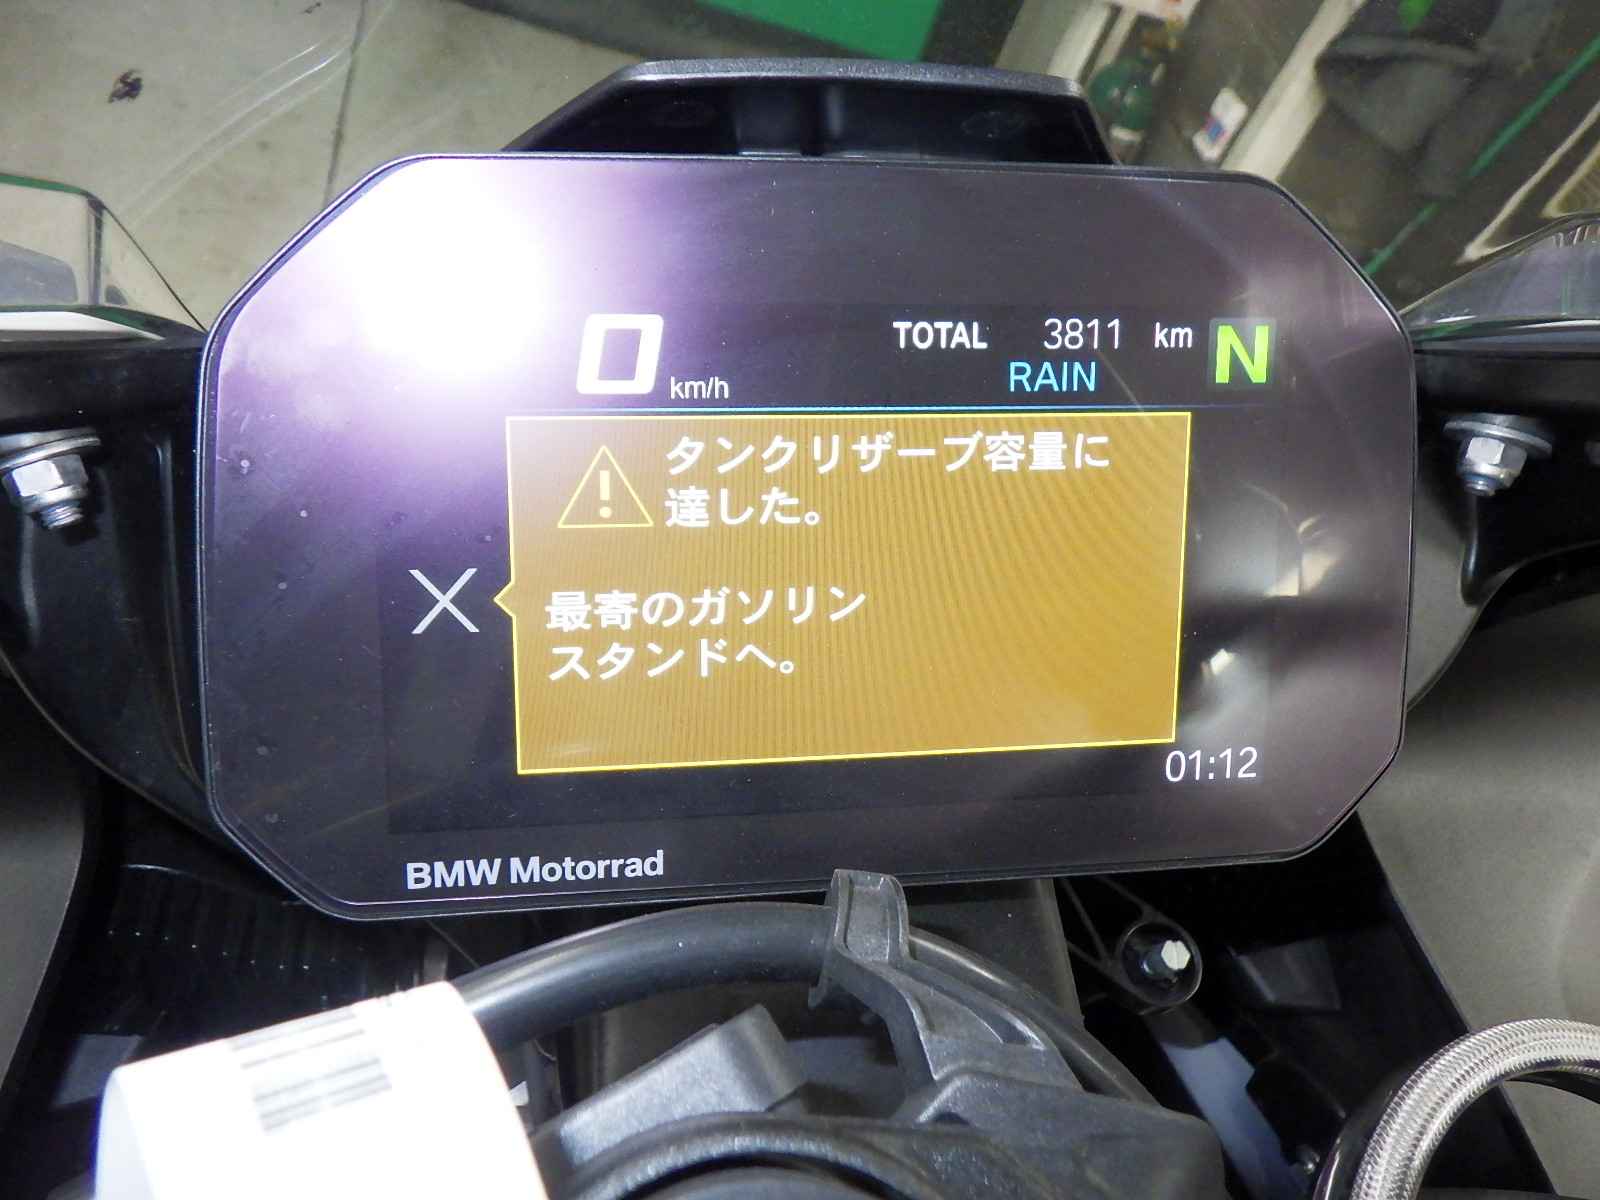 0 km/h
TOTAL 3811 km
RAIN
N
タンクリザーブ容量に
達した。
最寄のガソリン
スタンドへ。
01:12
BMW Motorrad